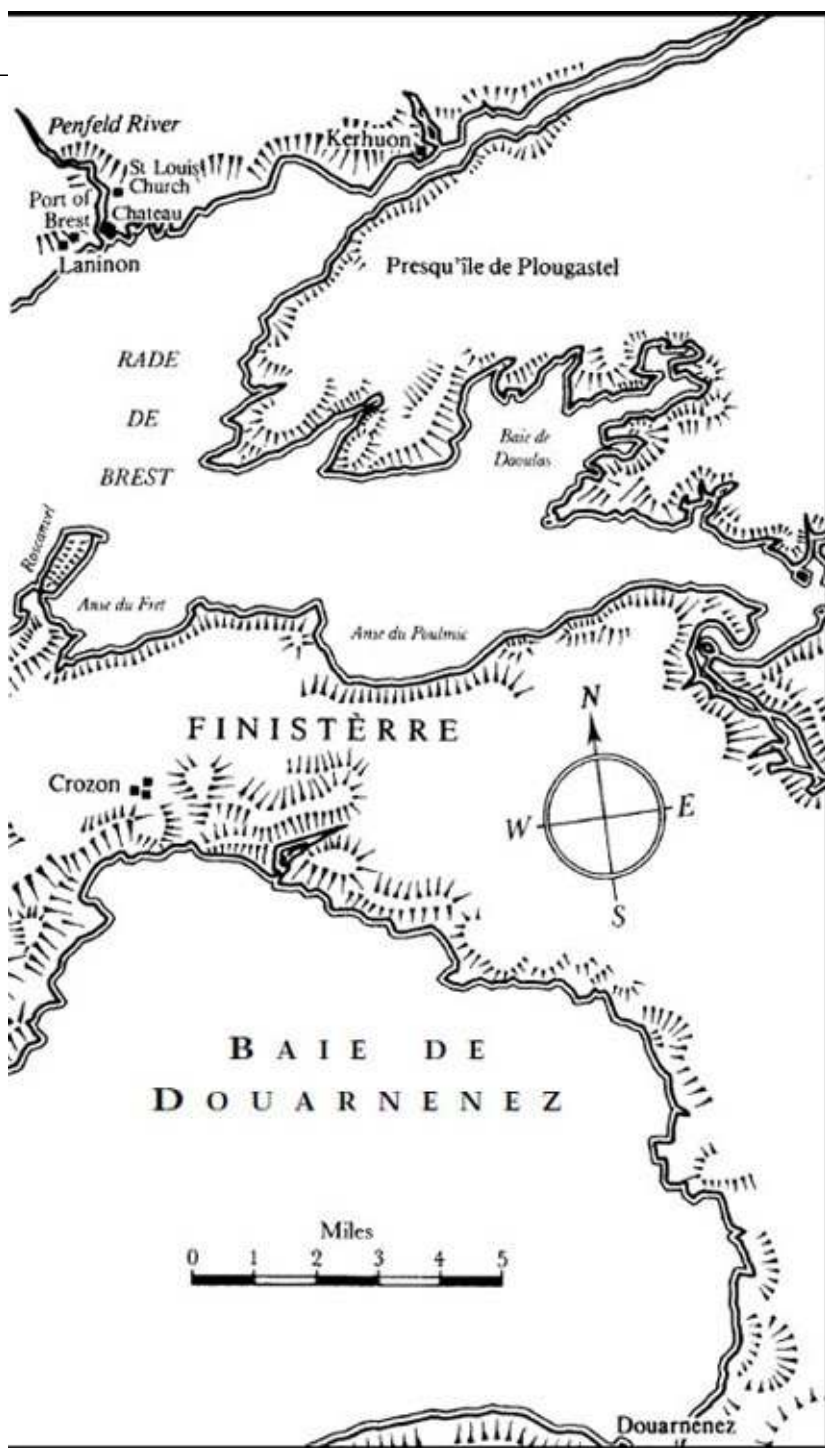 Penfeld River
Kerhuon
St Louis
Church
Port of
Brest
Chateau
Laninon
Presqu'île de Plougastel
RADE
DE
BREST
Baie de
Daoulas
Roscanvel
Anse du Fret
Anse du Poulmic
FINISTÈRRE
N
W
E
S
Crozon
BAIE DE
DOUARNENEZ
Miles
0 1 2 3 4 5
Douarnenez